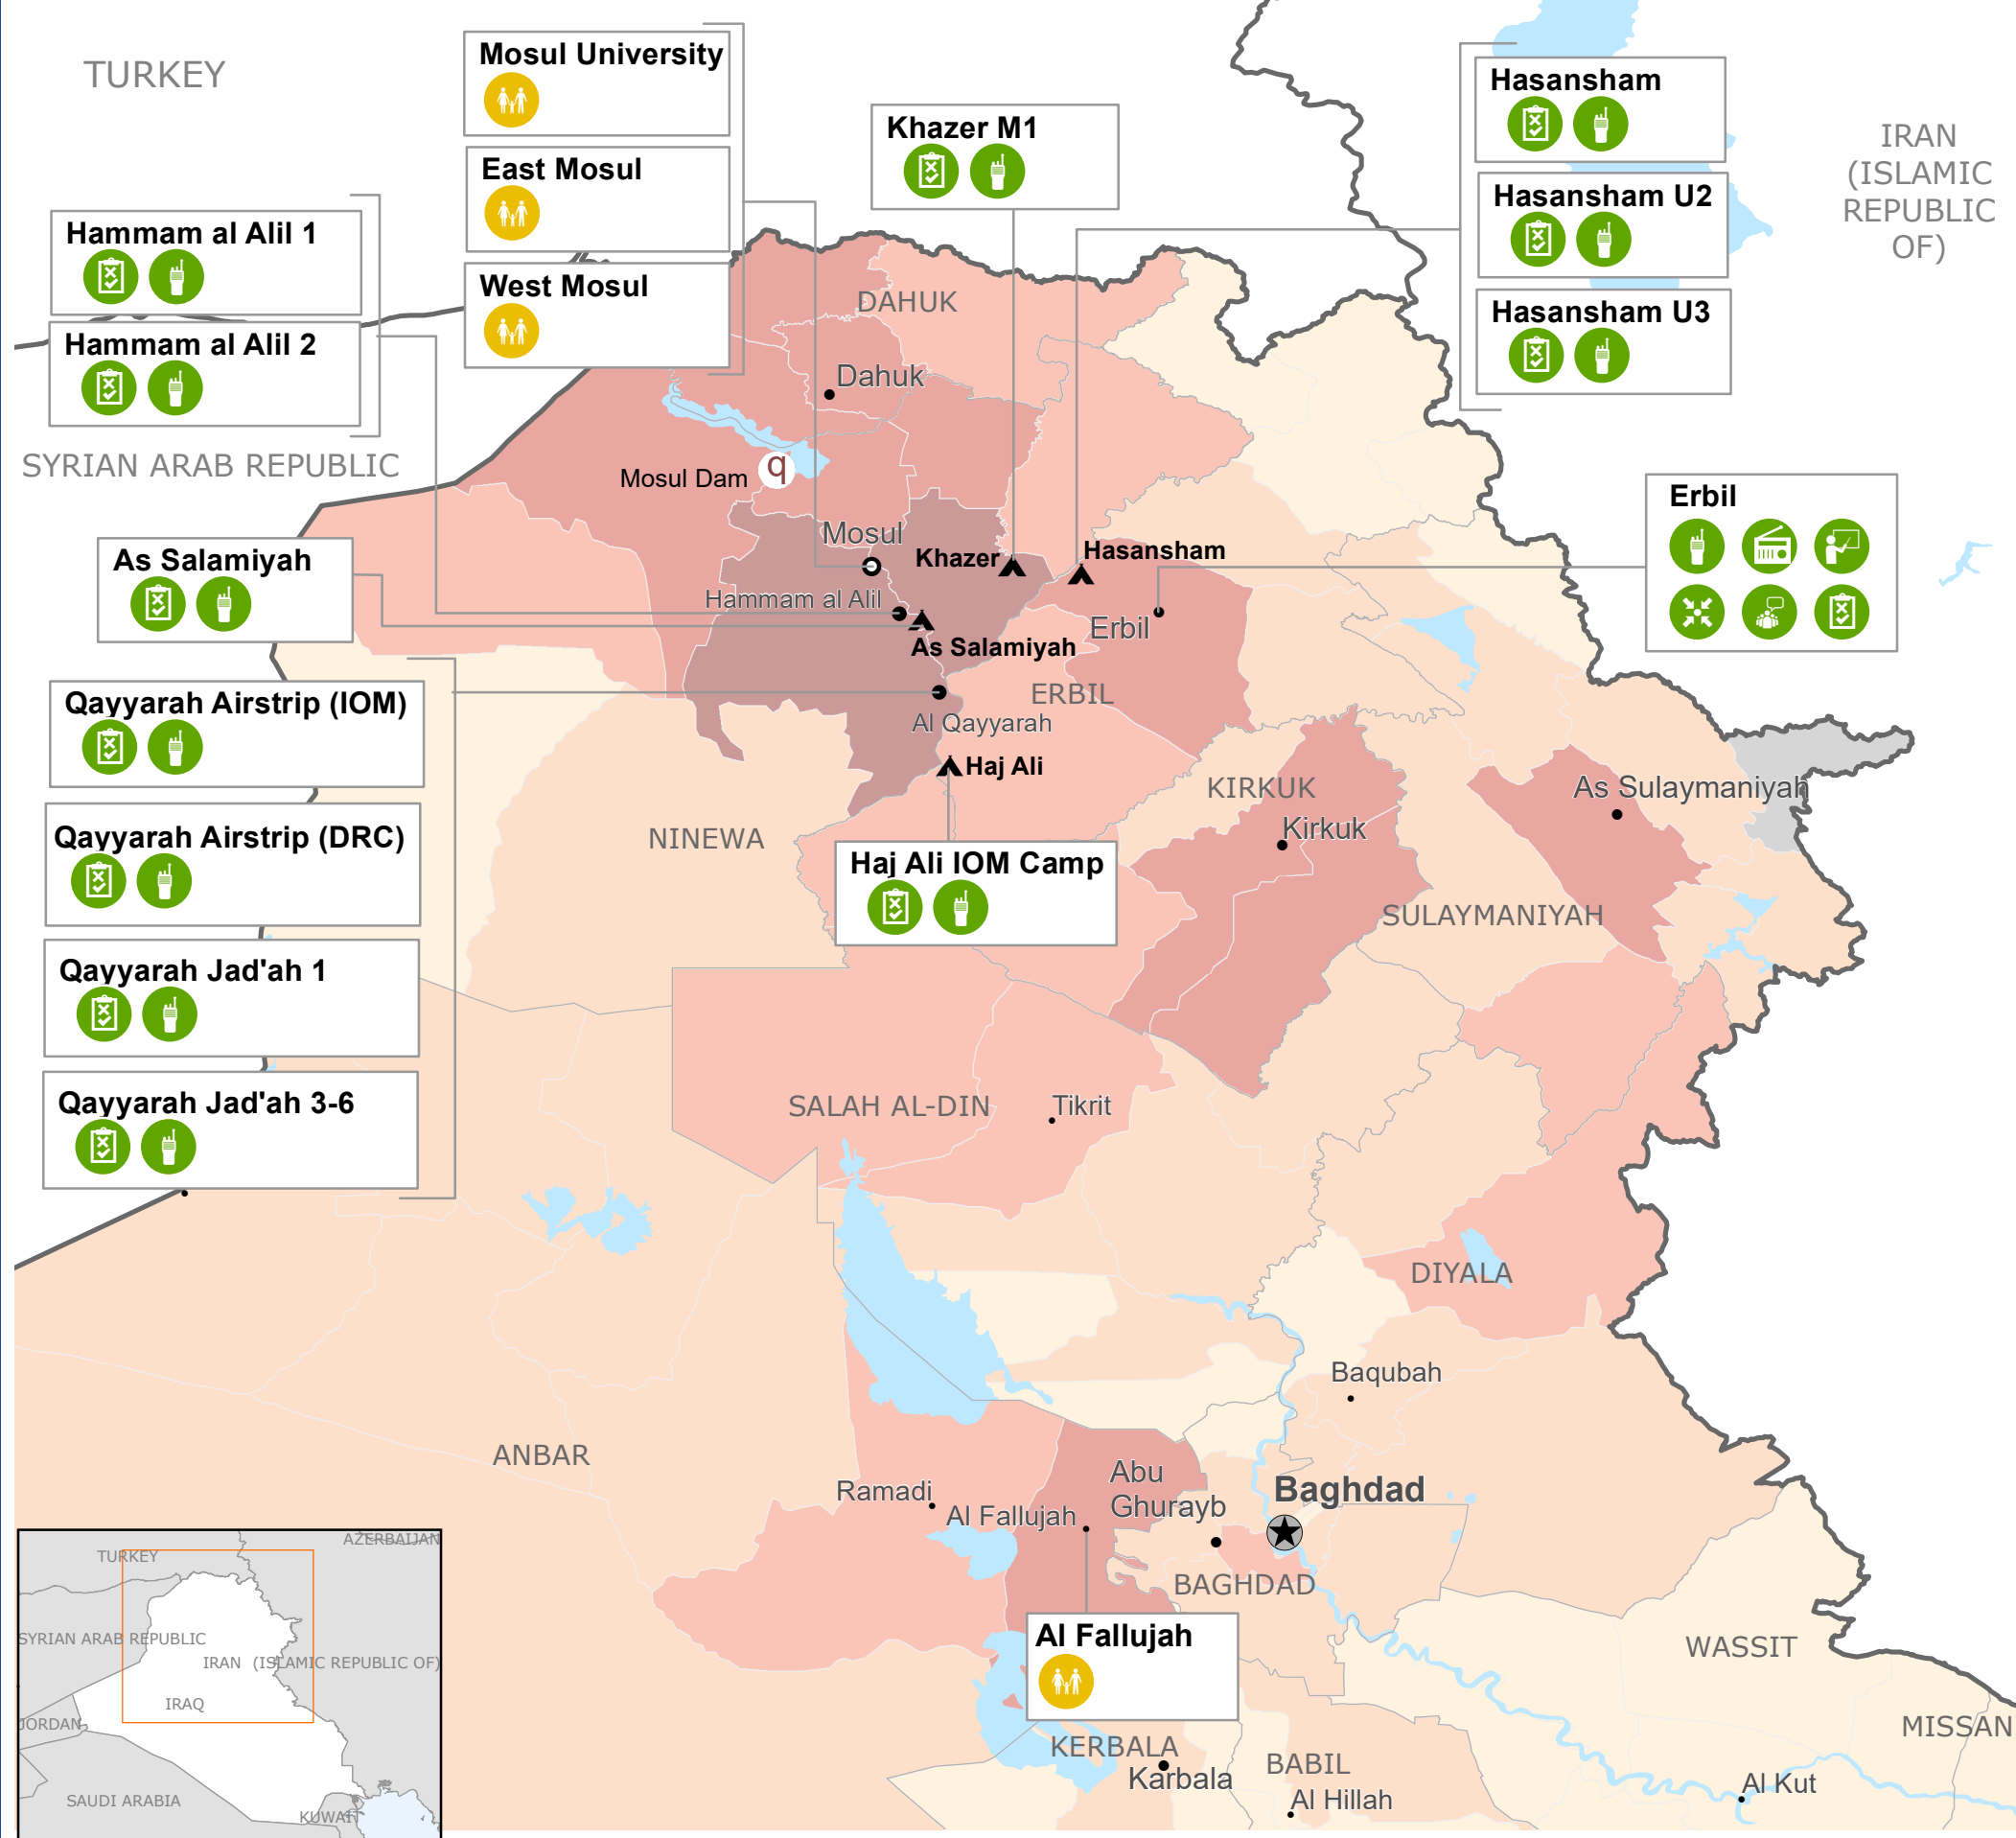 TURKEY
Mosul University
East Mosul
West Mosul
Khazer M1
Hasansham
Hasansham U2
Hasansham U3
IRAN
(ISLAMIC
REPUBLIC
OF)
Hammam al Alil 1
Hammam al Alil 2
SYRIAN ARAB REPUBLIC
DAHUK
Dahuk
Mosul Dam
q
Mosul
Khazer
Hasansham
Erbil
As Salamiyah
Hammam al Alil
As Salamiyah
Erbil
ERBIL
Qayyarah Airstrip (IOM)
Al Qayyarah
Haj Ali
Qayyarah Airstrip (DRC)
NINEWA
KIRKUK
Kirkuk
As Sulaymaniyah
Haj Ali IOM Camp
SULAYMANIYAH
Qayyarah Jad'ah 1
Qayyarah Jad'ah 3-6
SALAH AL-DIN
Tikrit
DIYALA
Baqubah
ANBAR
Ramadi
Al Fallujah
Abu
Ghurayb
Baghdad
BAGHDAD
Al Fallujah
WASSIT
MISSAN
KERBALA
Karbala
BABIL
Al Hillah
Al Kut
AZERBAIJAN
TURKEY
SYRIAN ARAB REPUBLIC
IRAN (ISLAMIC REPUBLIC OF)
IRAQ
JORDAN
SAUDI ARABIA
KUWAIT